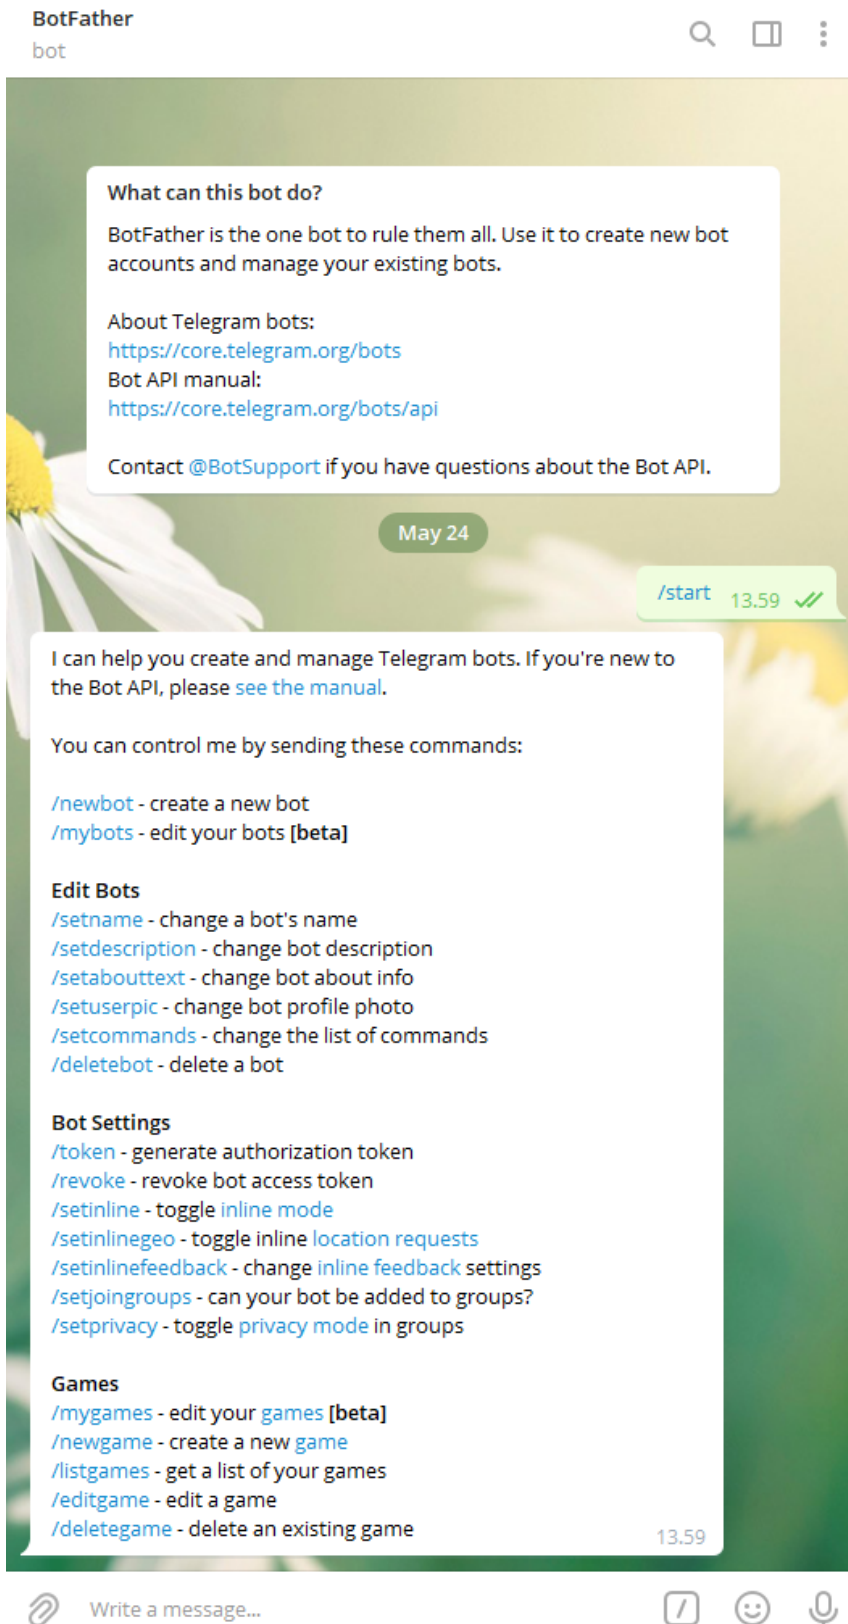 BotFather
bot
What can this bot do?
BotFather is the one bot to rule them all. Use it to create new bot
accounts and manage your existing bots.
About Telegram bots:
https://core.telegram.org/bots
Bot API manual:
https://core.telegram.org/bots/api
Contact @BotSupport if you have questions about the Bot API.
May 24
/start 13.59
I can help you create and manage Telegram bots. If you're new to
the Bot API, please see the manual.
You can control me by sending these commands:
/newbot - create a new bot
/mybots - edit your bots [beta]
Edit Bots
/setname - change a bot's name
/setdescription - change bot description
/setabouttext - change bot about info
/setuserpic - change bot profile photo
/setcommands - change the list of commands
/deletebot - delete a bot
Bot Settings
/token - generate authorization token
/revoke - revoke bot access token
/setinline - toggle inline mode
/setinlinegeo - toggle inline location requests
/setinlinefeedback - change inline feedback settings
/setjoingroups - can your bot be added to groups?
/setprivacy - toggle privacy mode in groups
Games
/mygames - edit your games [beta]
/newgame - create a new game
/listgames - get a list of your games
/editgame - edit a game
/deletegame - delete an existing game
13.59
Write a message...